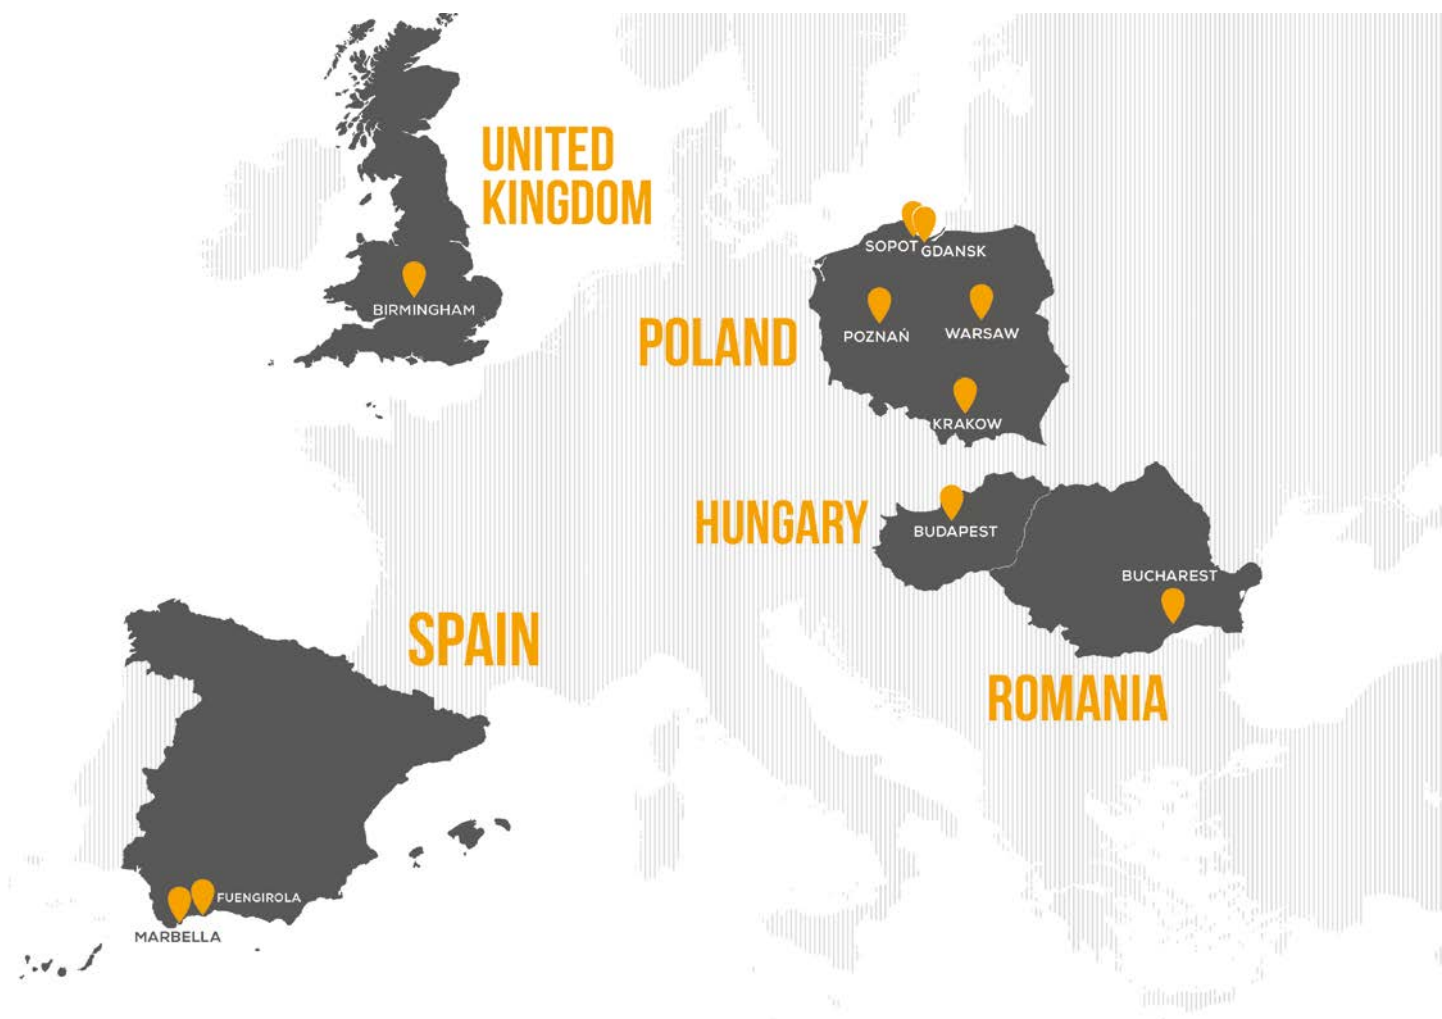 UNITED
KINGDOM
BIRMINGHAM
SOPOT
GDANSK
POZNAŃ
WARSAW
POLAND
KRAKOW
HUNGARY
BUDAPEST
BUCHAREST
ROMANIA
SPAIN
FUENGIROLA
MARBELLA